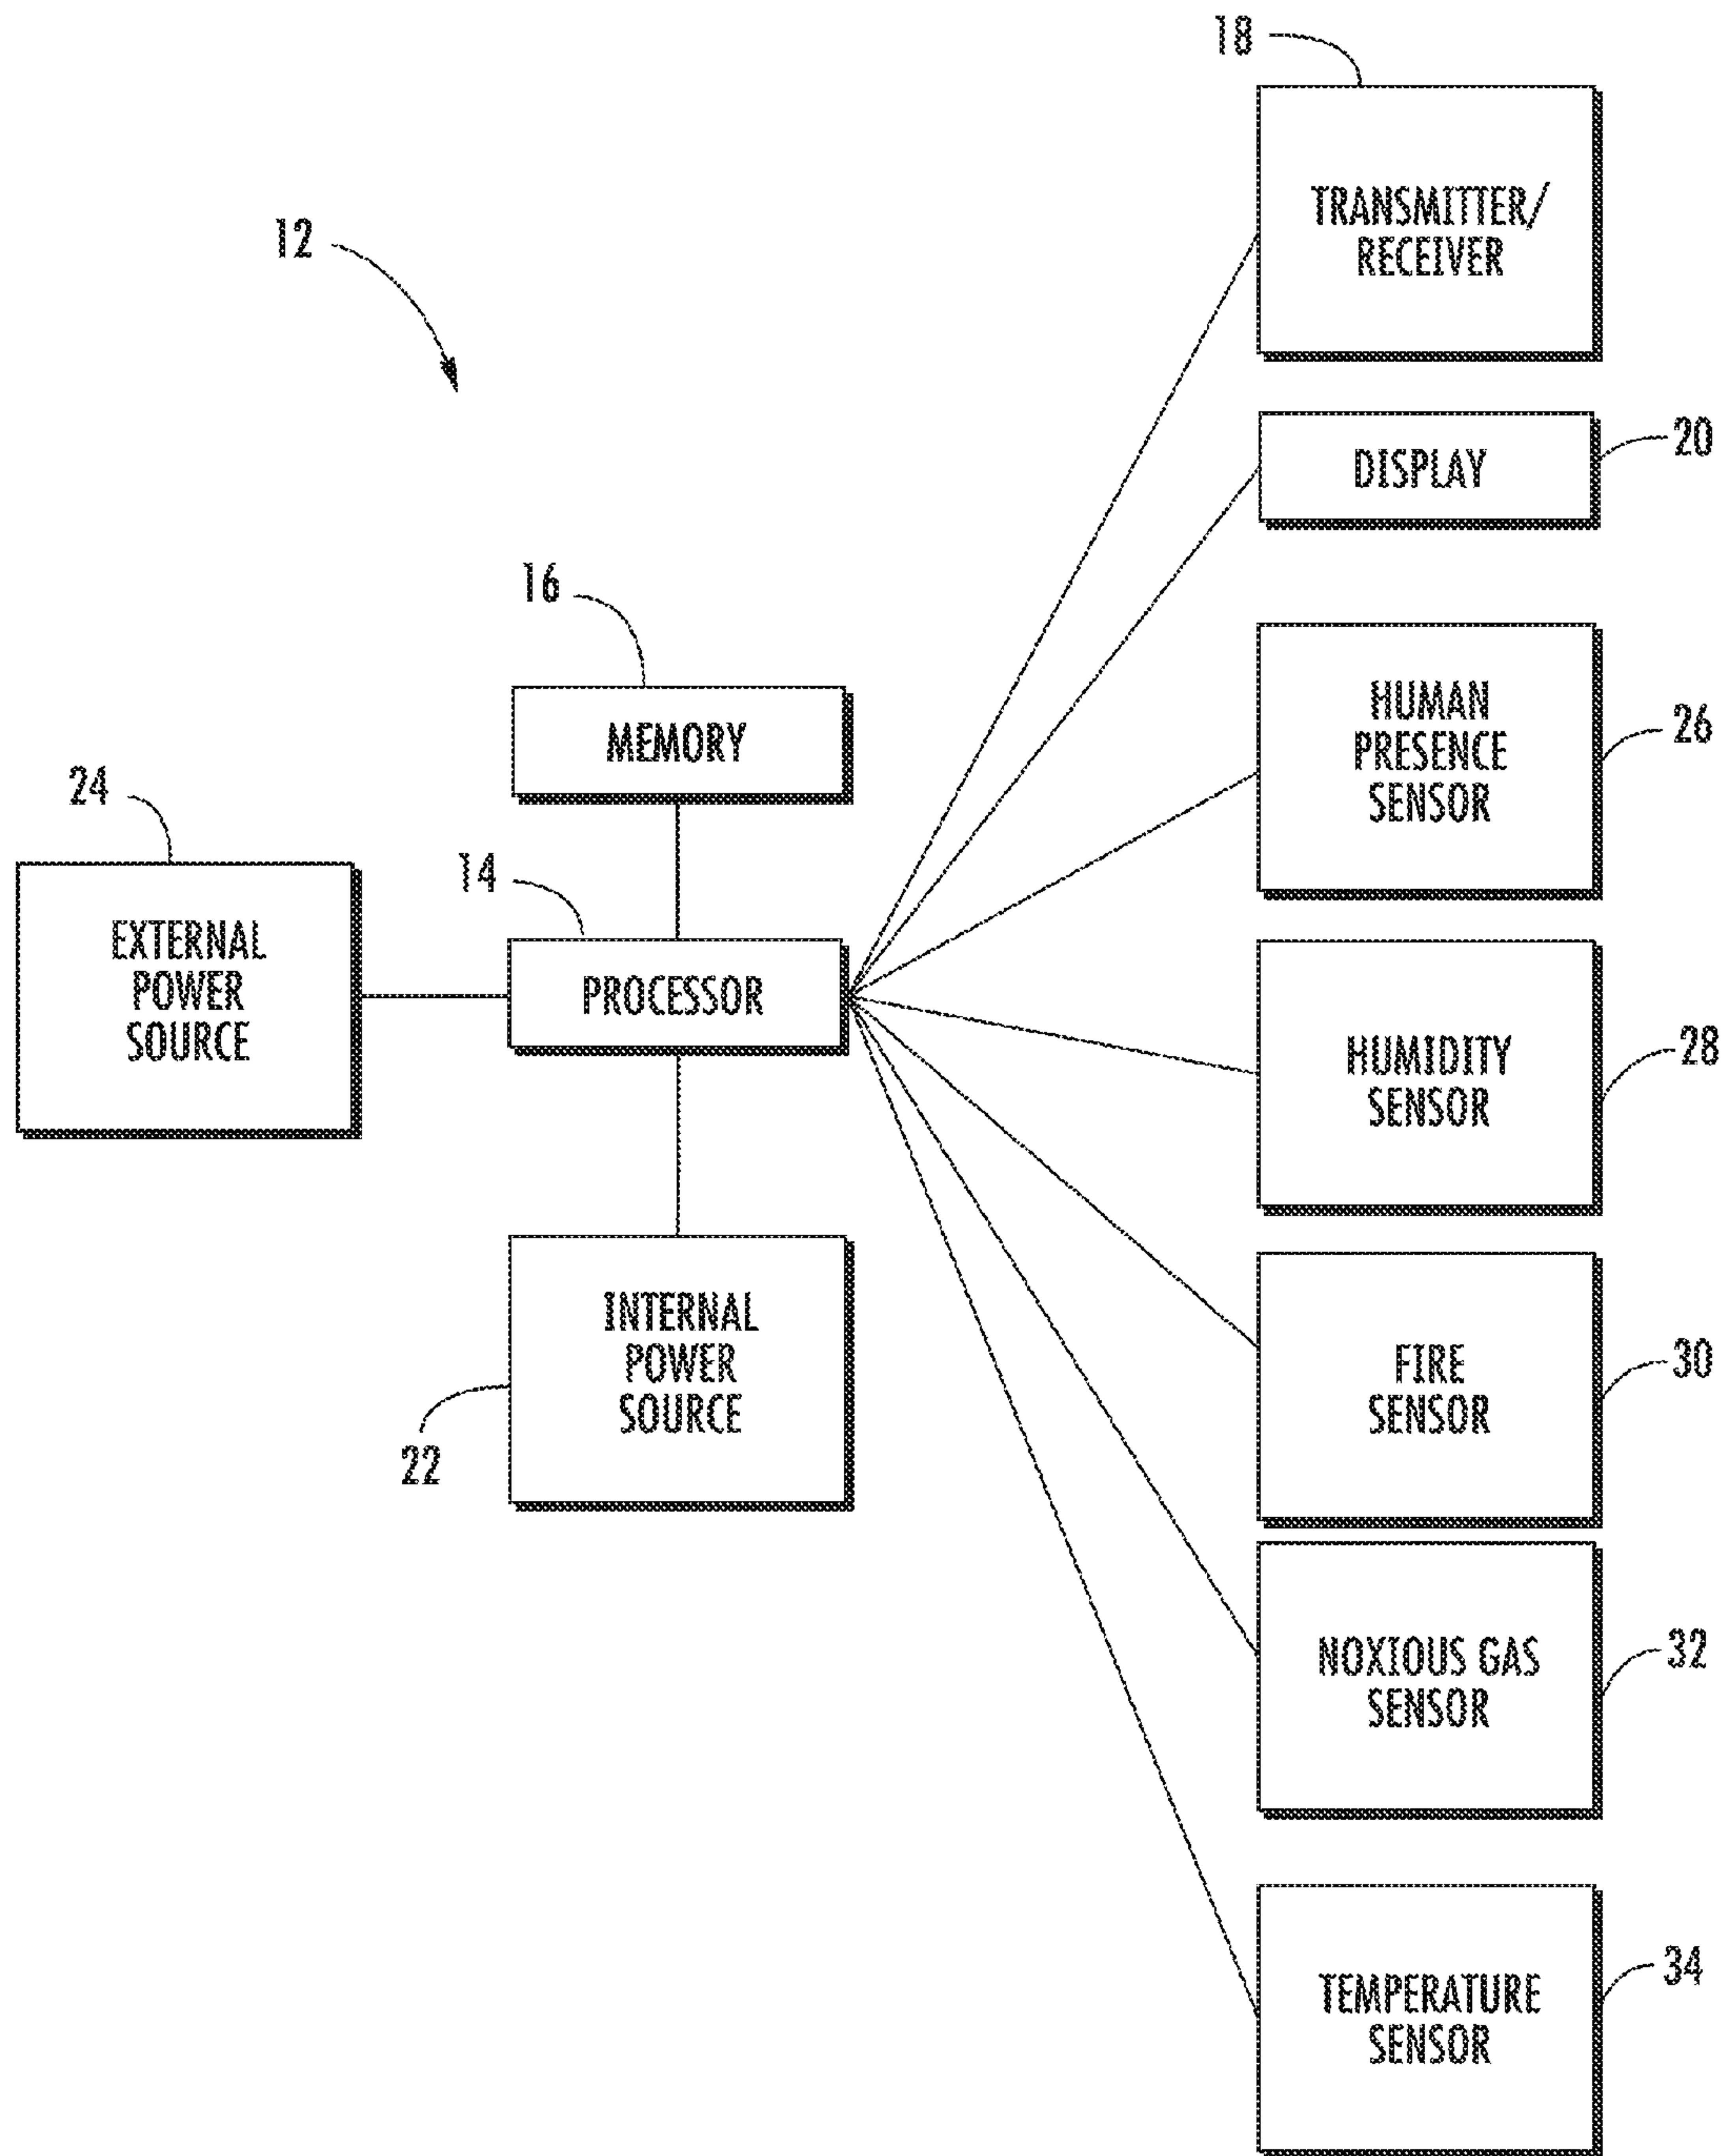 18
TRANSMITTER/
RECEIVER
12
DISPLAY
20
16
MEMORY
HUMAN
PRESENCE
SENSOR
26
24
EXTERNAL
POWER
SOURCE
14
PROCESSOR
HUMIDITY
SENSOR
28
INTERNAL
POWER
SOURCE
22
FIRE
SENSOR
30
NOXIOUS GAS
SENSOR
32
TEMPERATURE
SENSOR
34